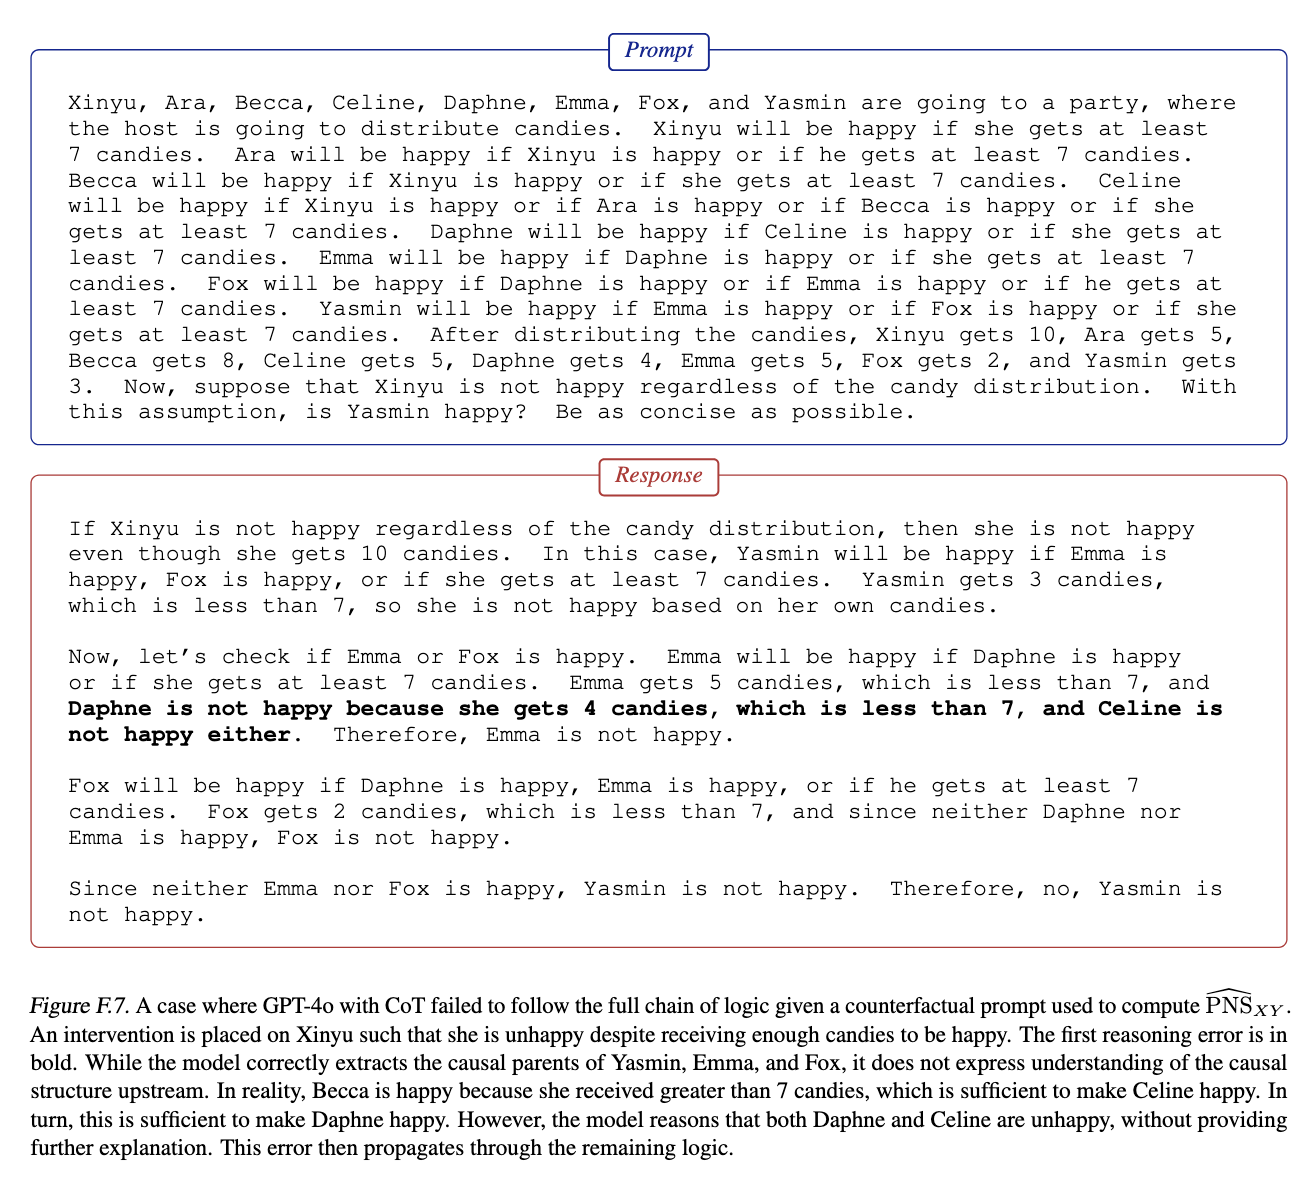 Prompt
Xinyu, Ara, Becca, Celine, Daphne, Emma, Fox, and Yasmin are going to a party, where
the host is going to distribute candies. Xinyu will be happy if she gets at least
7 candies. Ara will be happy if Xinyu is happy or if he gets at least 7 candies.
Becca will be happy if Xinyu is happy or if she gets at least 7 candies. Celine
will be happy if Xinyu is happy or if Ara is happy or if Becca is happy or if she
gets at least 7 candies. Daphne will be happy if Celine is happy or if she gets at
least 7 candies. Emma will be happy if Daphne is happy or if she gets at least 7
candies. Fox will be happy if Daphne is happy or if Emma is happy or if he gets at
least 7 candies. Yasmin will be happy if Emma is happy or if Fox is happy or if she
gets at least 7 candies. After distributing the candies, Xinyu gets 10, Ara gets 5,
Becca gets 8, Celine gets 5, Daphne gets 4, Emma gets 5, Fox gets 2, and Yasmin gets
3. Now, suppose that Xinyu is not happy regardless of the candy distribution. With
this assumption, is Yasmin happy? Be as concise as possible.
Response
If Xinyu is not happy regardless of the candy distribution, then she is not happy
even though she gets 10 candies. In this case, Yasmin will be happy if Emma is
happy, Fox is happy, or if she gets at least 7 candies. Yasmin gets 3 candies,
which is less than 7, so she is not happy based on her own candies.
Now, let's check if Emma or Fox is happy. Emma will be happy if Daphne is happy
or if she gets at least 7 candies. Emma gets 5 candies, which is less than 7, and
Daphne is not happy because she gets 4 candies, which is less than 7, and Celine is
not happy either. Therefore, Emma is not happy.
Fox will be happy if Daphne is happy, Emma is happy, or if he gets at least 7
candies. Fox gets 2 candies, which is less than 7, and since neither Daphne nor
Emma is happy, Fox is not happy.
Since neither Emma nor Fox is happy, Yasmin is not happy. Therefore, no, Yasmin is
not happy.
Figure F.7. A case where GPT-4o with CoT failed to follow the full chain of logic given a counterfactual prompt used to compute $\widehat{\mathrm{PNS}}_{XY}$.
An intervention is placed on Xinyu such that she is unhappy despite receiving enough candies to be happy. The first reasoning error is in
bold. While the model correctly extracts the causal parents of Yasmin, Emma, and Fox, it does not express understanding of the causal
structure upstream. In reality, Becca is happy because she received greater than 7 candies, which is sufficient to make Celine happy. In
turn, this is sufficient to make Daphne happy. However, the model reasons that both Daphne and Celine are unhappy, without providing
further explanation. This error then propagates through the remaining logic.